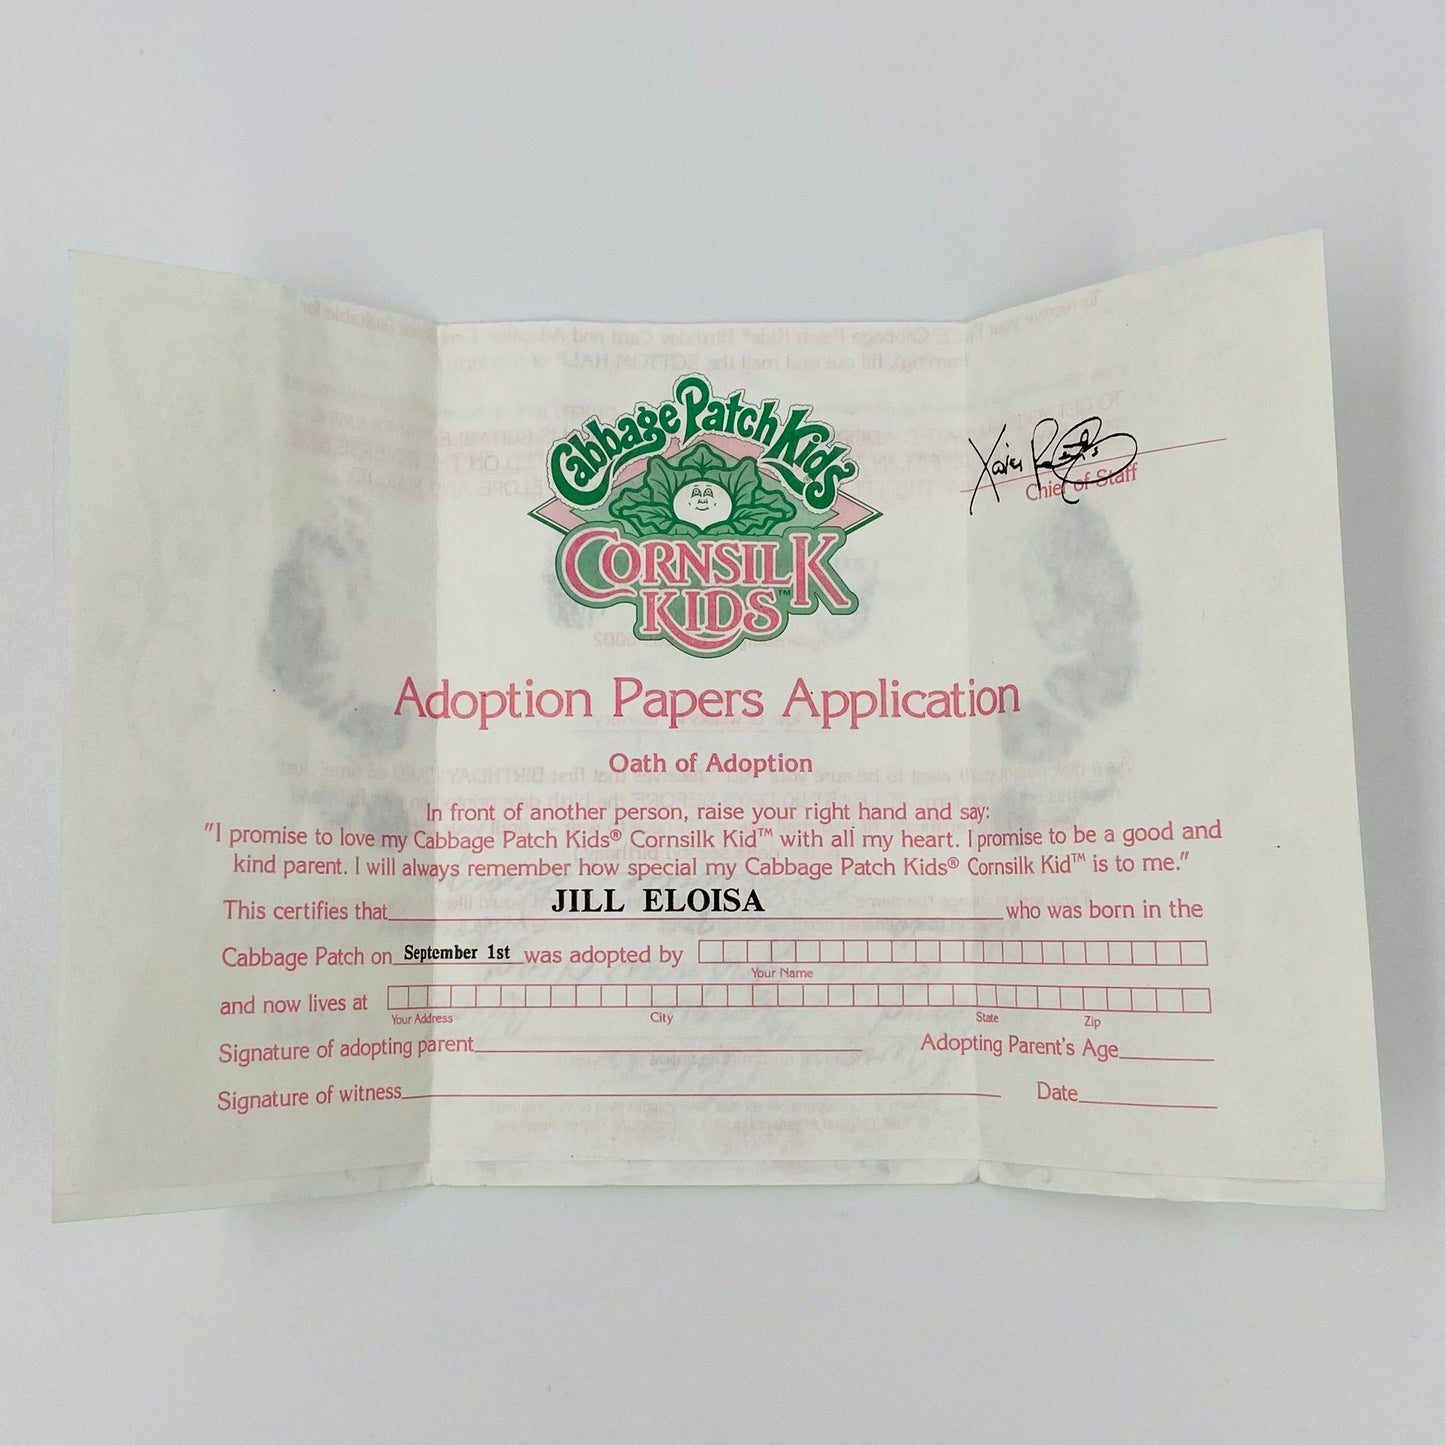 Cabbage Patch Kids®
CORNSILK
KIDS™
Xavier Roberts
Chief of Staff
Adoption Papers Application
Oath of Adoption
In front of another person, raise your right hand and say:
"I promise to love my Cabbage Patch Kids® Cornsilk Kid™ with all my heart. I promise to be a good and
kind parent. I will always remember how special my Cabbage Patch Kids® Cornsilk Kid™ is to me."
This certifies that JILL ELOISA who was born in the
Cabbage Patch on September 1st was adopted by
Your Name
and now lives at
Your Address City State Zip
Signature of adopting parent Adopting Parent's Age
Signature of witness Date